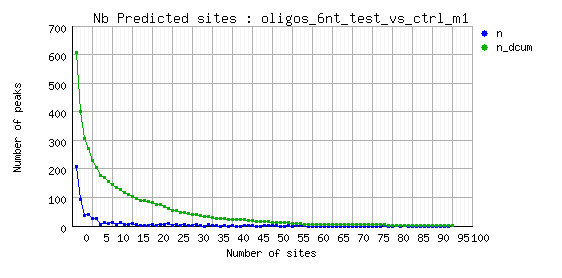 Nb Predicted sites : oligos_6nt_test_vs_ctrl_m1
n
n_dcum
700
600
500
400
300
200
100
0
Number of peaks
0 5 10 15 20 25 30 35 40 45 50 55 60 65 70 75 80 85 90 95 100
Number of sites